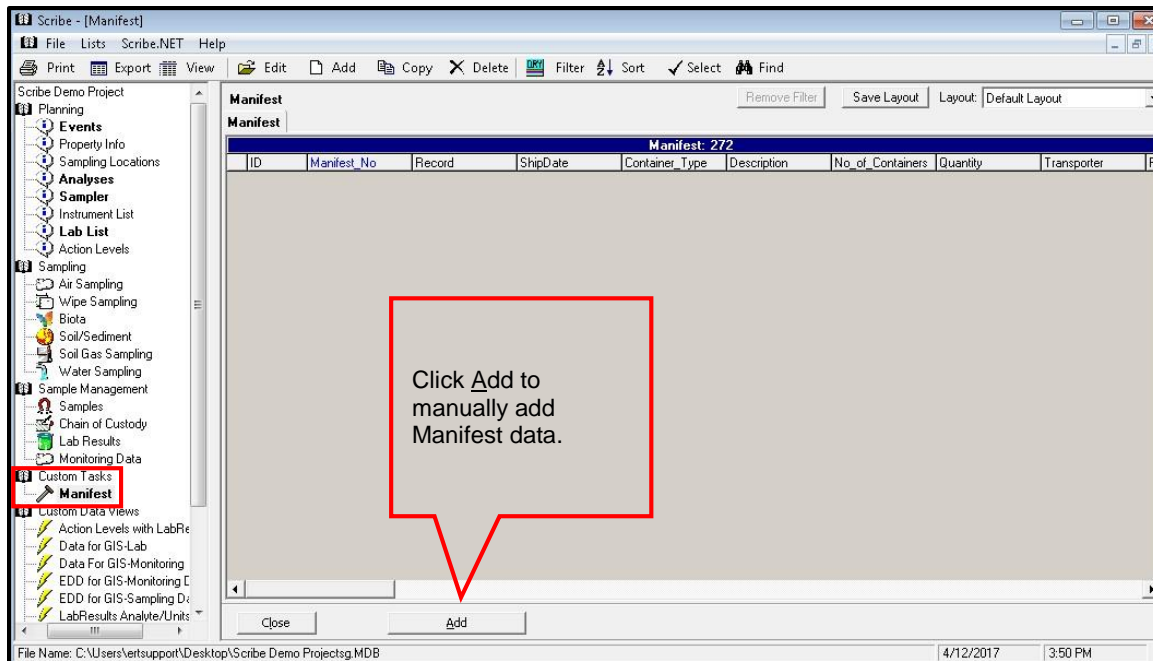 Scribe - [Manifest]
File Lists Scribe.NET Help
Print Export View Edit Add Copy Delete QRY Filter Sort Select Find
Scribe Demo Project
Planning
Events
Property Info
Sampling Locations
Analyses
Sampler
Instrument List
Lab List
Action Levels
Sampling
Air Sampling
Wipe Sampling
Biota
Soil/Sediment
Soil Gas Sampling
Water Sampling
Sample Management
Samples
Chain of Custody
Lab Results
Monitoring Data
Custom Tasks
Manifest
Custom Data Views
Action Levels with LabRe
Data for GIS-Lab
Data For GIS-Monitoring
EDD for GIS-Monitoring D
EDD for GIS-Sampling Da
LabResults Analyte/Units
Manifest
Remove Filter Save Layout Layout: Default Layout
Manifest
Manifest: 272
ID Manifest_No Record ShipDate Container_Type Description No_of_Containers Quantity Transporter
Click Add to
manually add
Manifest data.
Close Add
File Name: C:\Users\ertsupport\Desktop\Scribe Demo Projectsg.MDB 4/12/2017 3:50 PM